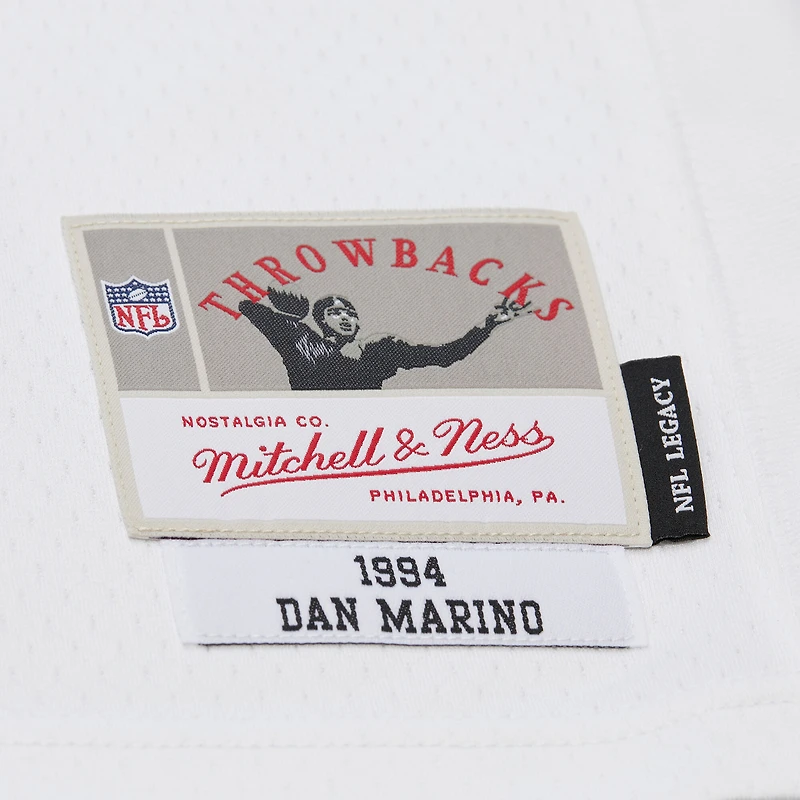 THROWBACKS
NFL
NOSTALGIA CO.
Mitchell & Ness
PHILADELPHIA, PA.
NFL LEGACY
1994
DAN MARINO